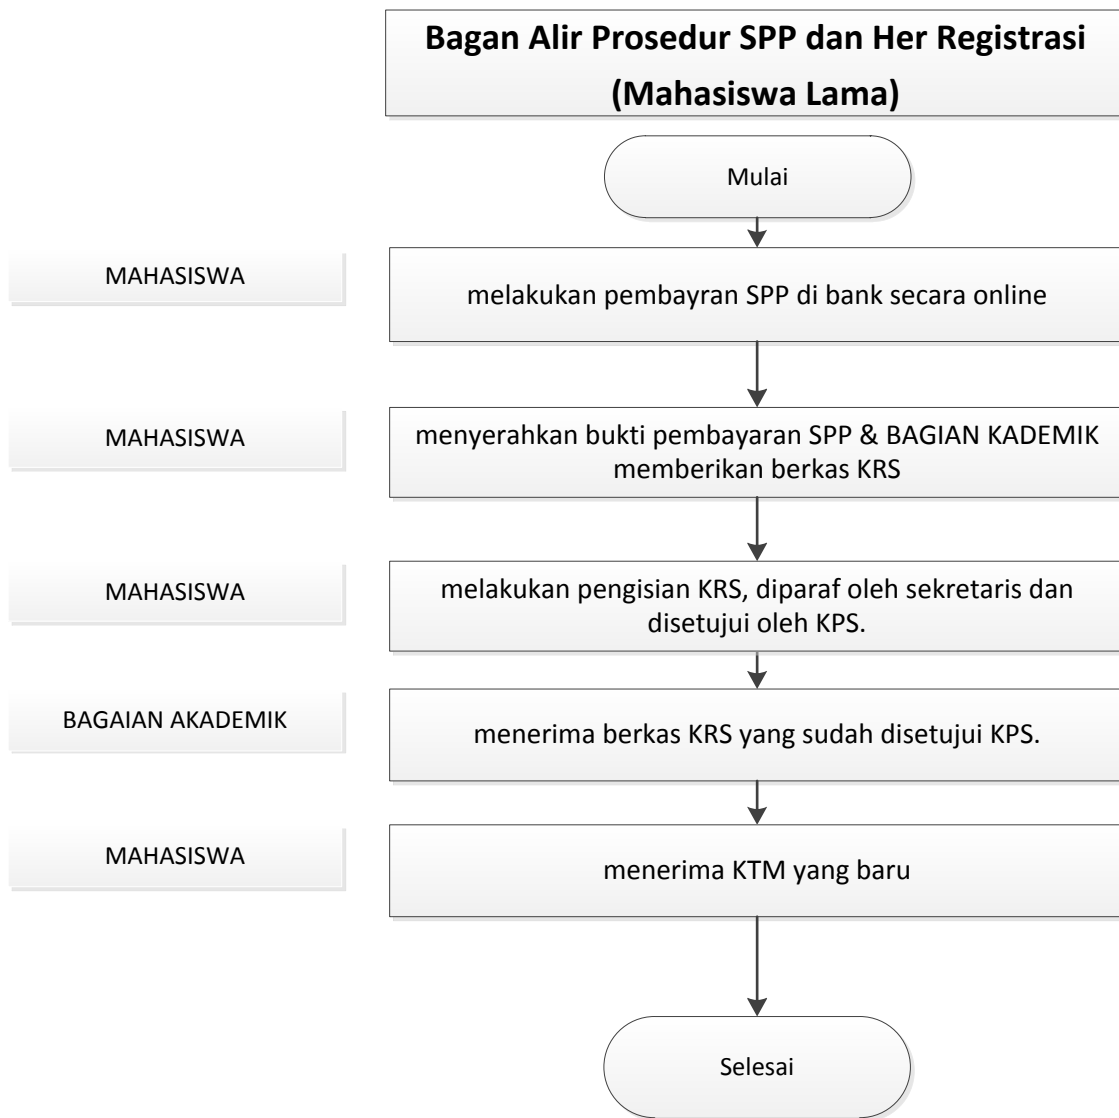 Bagan Alir Prosedur SPP dan Her Registrasi
(Mahasiswa Lama)
Mulai
MAHASISWA
melakukan pembayran SPP di bank secara online
MAHASISWA
menyerahkan bukti pembayaran SPP & BAGIAN KADEMIK
memberikan berkas KRS
MAHASISWA
melakukan pengisian KRS, diparaf oleh sekretaris dan
disetujui oleh KPS.
BAGAIAN AKADEMIK
menerima berkas KRS yang sudah disetujui KPS.
MAHASISWA
menerima KTM yang baru
Selesai